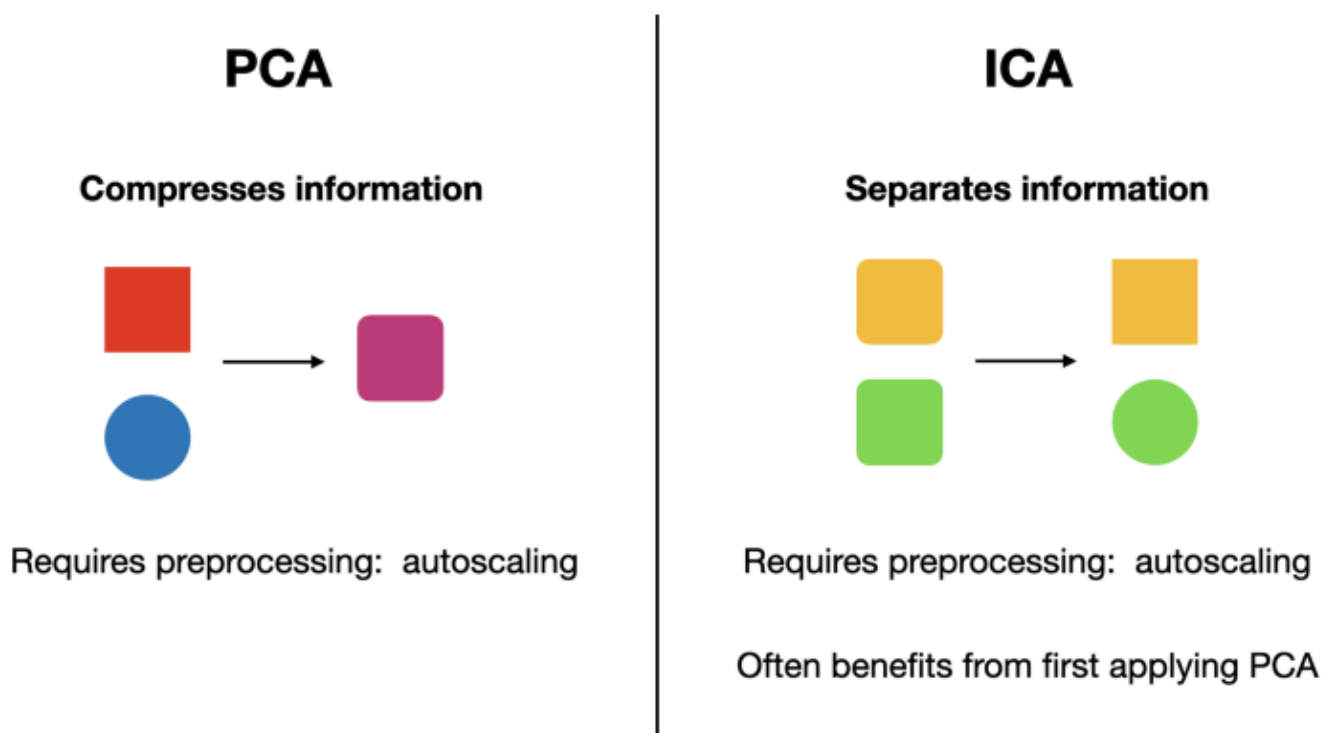 PCA
Compresses information
Requires preprocessing:  autoscaling
ICA
Separates information
Requires preprocessing:  autoscaling
Often benefits from first applying PCA